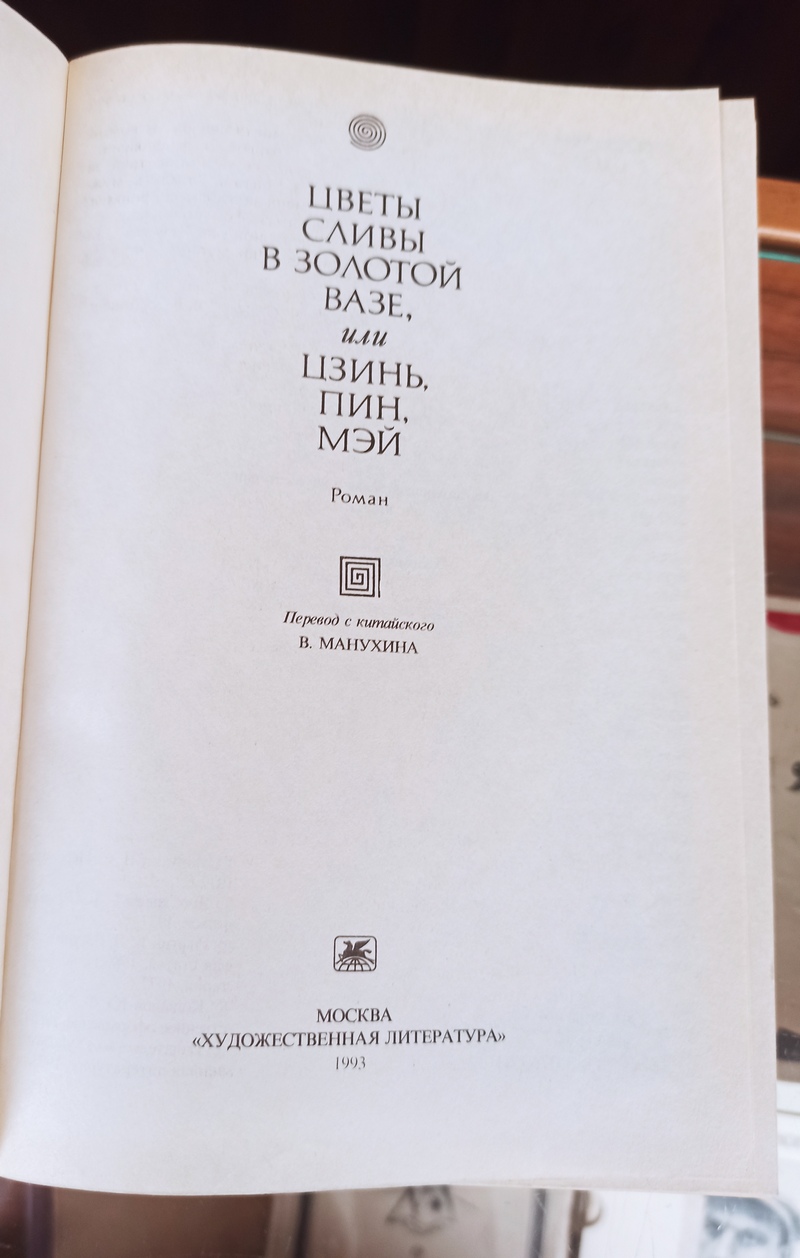 ЦВЕТЫ
СЛИВЫ
В ЗОЛОТОЙ
ВАЗЕ,
или
ЦЗИНЬ,
ПИН,
МЭЙ
Роман
Перевод с китайского
В. МАНУХИНА
МОСКВА
«ХУДОЖЕСТВЕННАЯ ЛИТЕРАТУРА»
1993